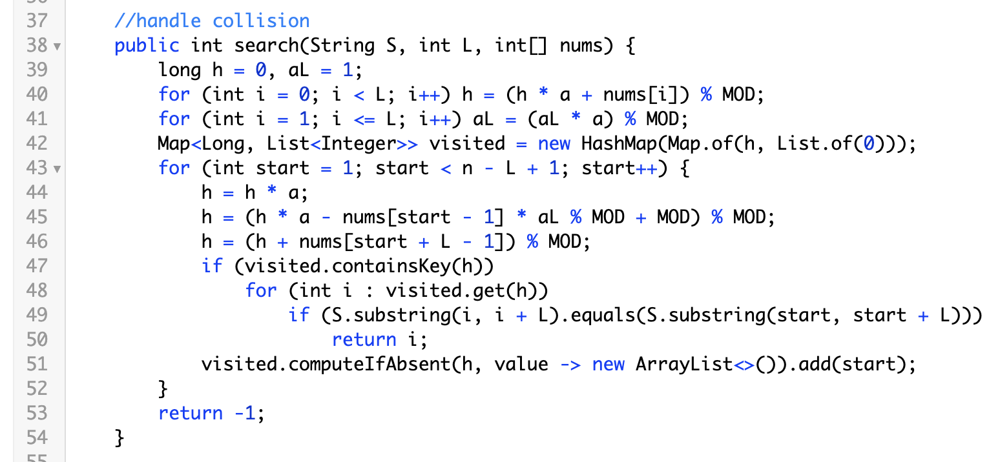 37 //handle collision
38 public int search(String S, int L, int[] nums) {
39 long h = 0, aL = 1;
40 for (int i = 0; i < L; i++) h = (h * a + nums[i]) % MOD;
41 for (int i = 1; i <= L; i++) aL = (aL * a) % MOD;
42 Map<Long, List<Integer>> visited = new HashMap(Map.of(h, List.of(0)));
43 for (int start = 1; start < n - L + 1; start++) {
44 h = h * a;
45 h = (h * a - nums[start - 1] * aL % MOD + MOD) % MOD;
46 h = (h + nums[start + L - 1]) % MOD;
47 if (visited.containsKey(h))
48 for (int i : visited.get(h))
49 if (S.substring(i, i + L).equals(S.substring(start, start + L)))
50 return i;
51 visited.computeIfAbsent(h, value -> new ArrayList<>()).add(start);
52 }
53 return -1;
54 }